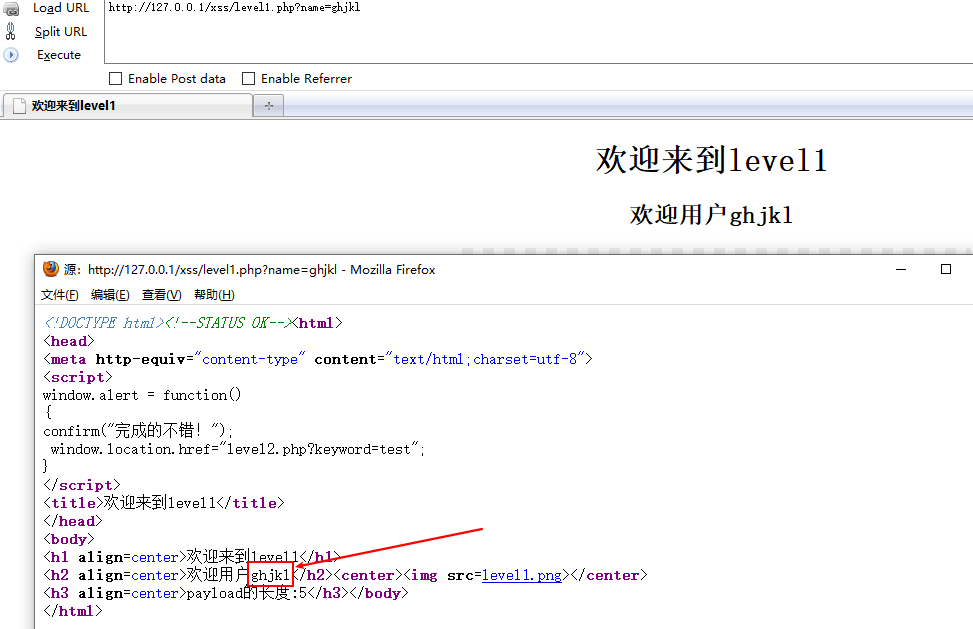 Load URL
http://127.0.0.1/xss/level1.php?name=ghjkl
Split URL
Execute
Enable Post data Enable Referrer
欢迎来到level1
欢迎来到level1
欢迎用户ghjkl
源: http://127.0.0.1/xss/level1.php?name=ghjkl - Mozilla Firefox
文件(F) 编辑(E) 查看(V) 帮助(H)
<!DOCTYPE html><!--STATUS OK--><html>
<head>
<meta http-equiv="content-type" content="text/html;charset=utf-8">
<script>
window.alert = function()
{
confirm("完成的不错！");
 window.location.href="level2.php?keyword=test";
}
</script>
<title>欢迎来到level1</title>
</head>
<body>
<h1 align=center>欢迎来到level1</h1>
<h2 align=center>欢迎用户ghjkl</h2><center><img src=level1.png></center>
<h3 align=center>payload的长度:5</h3></body>
</html>